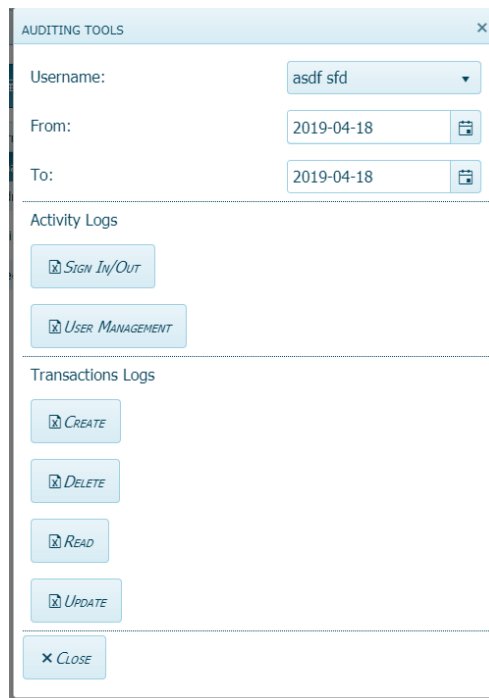 AUDITING TOOLS
Username: asdf sfd
From: 2019-04-18
To: 2019-04-18
Activity Logs
SIGN IN/OUT
USER MANAGEMENT
Transactions Logs
CREATE
DELETE
READ
UPDATE
CLOSE